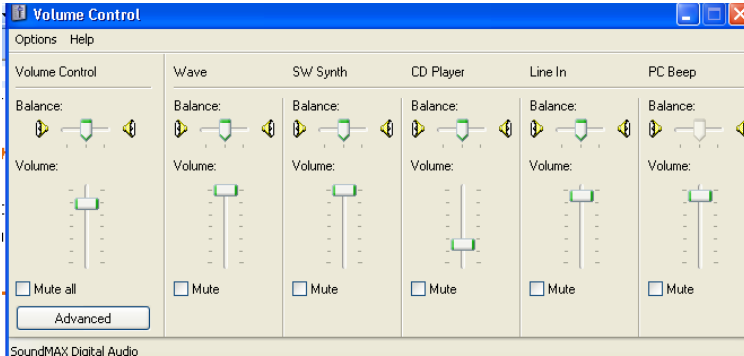 Volume Control
Options Help
Volume Control Wave SW Synth CD Player Line In PC Beep
Balance: Balance: Balance: Balance: Balance: Balance:
Volume: Volume: Volume: Volume: Volume: Volume:
Mute all Mute Mute Mute Mute Mute
Advanced
SoundMAX Digital Audio